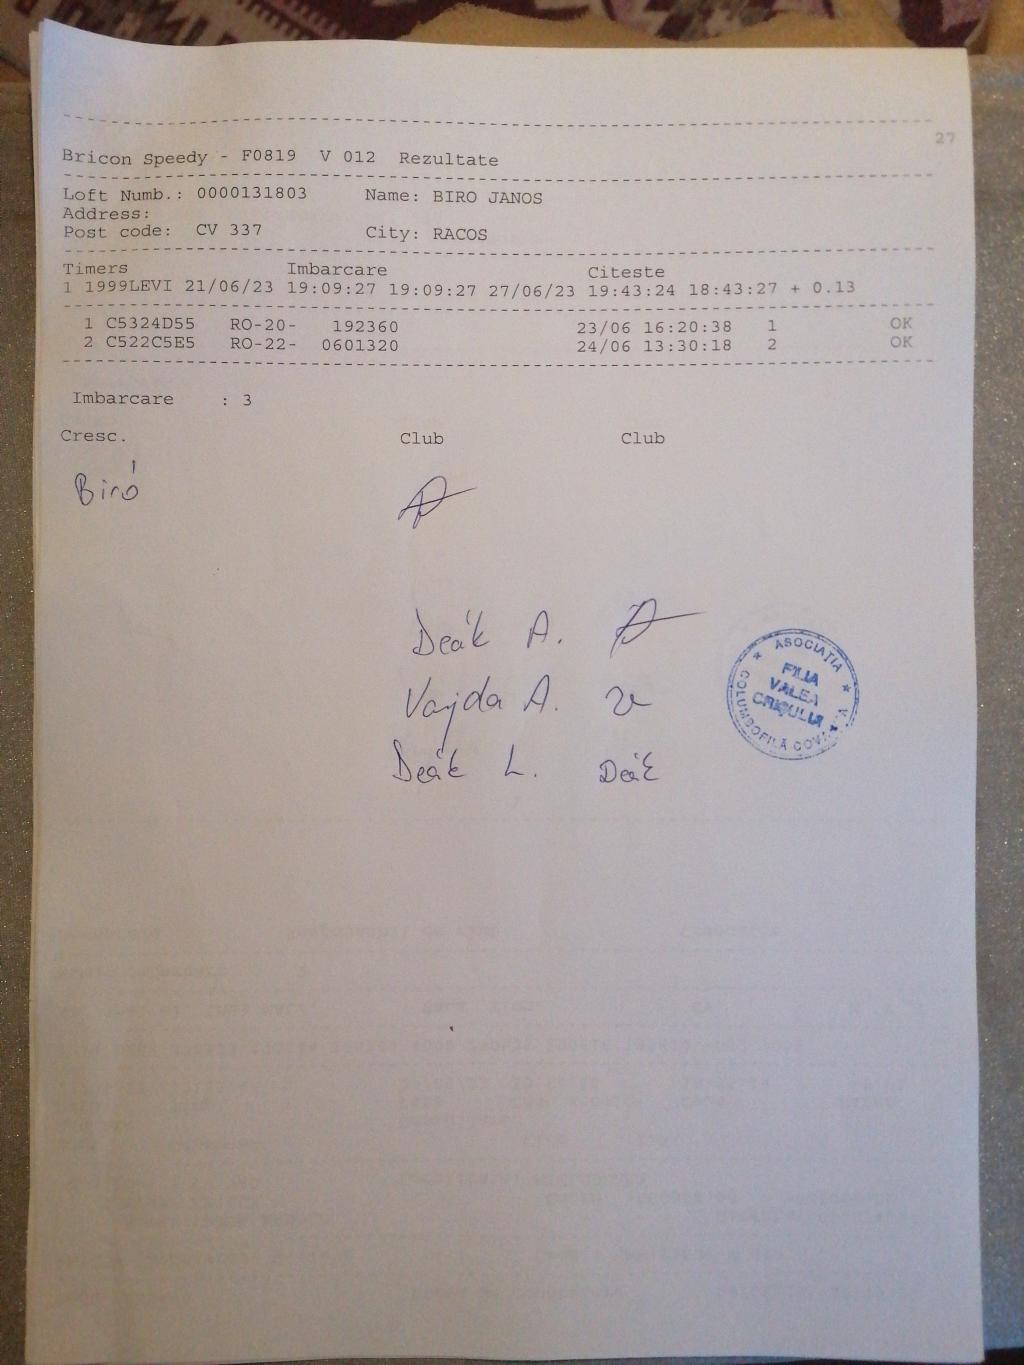 27
Bricon Speedy - F0819 V 012 Rezultate
Loft Numb.: 0000131803 Name: BIRO JANOS
Address:
Post code: CV 337 City: RACOS
Timers Imbarcare Citeste
1 1999LEVI 21/06/23 19:09:27 19:09:27 27/06/23 19:43:24 18:43:27 + 0.13
1 C5324D55 RO-20- 192360 23/06 16:20:38 1 OK
2 C522C5E5 RO-22- 0601320 24/06 13:30:18 2 OK
Imbarcare : 3
Cresc. Club Club
Biró
Deák A.
Vajda A.
Deák L. Deák
ASOCIAŢIA
COLUMBOFILĂ
FILIA
VALEA
CRIŞULUI